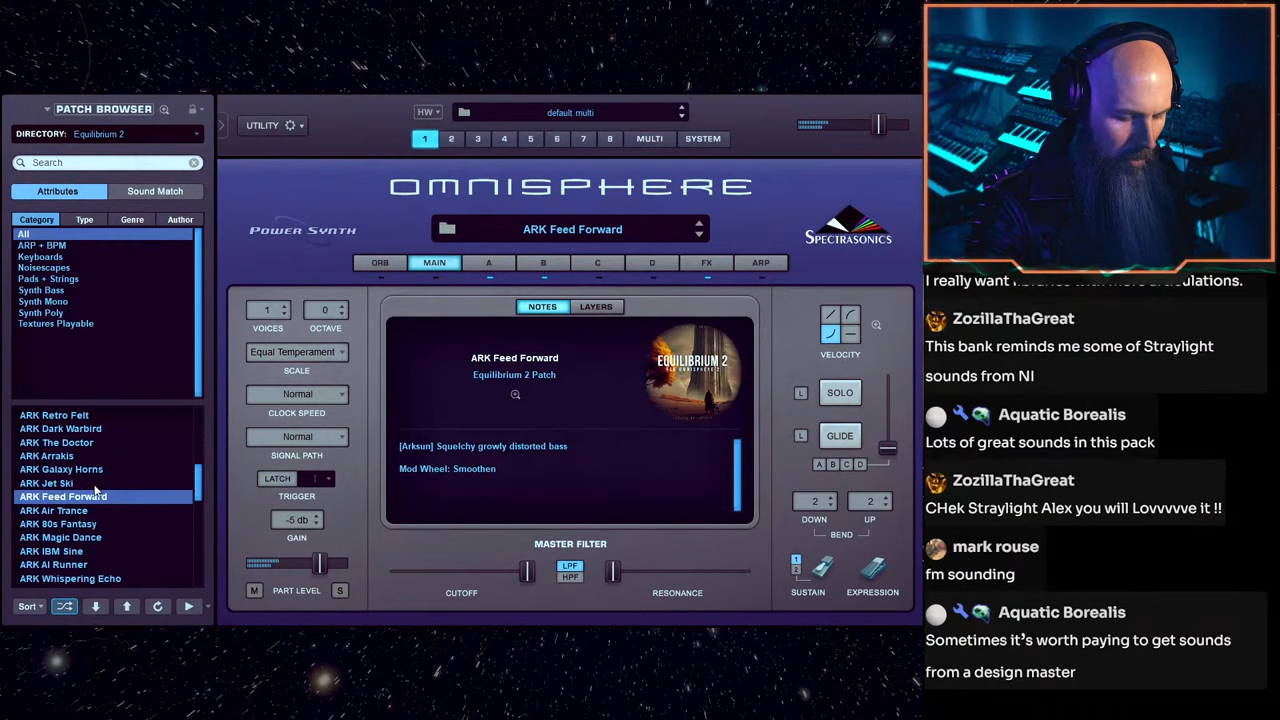 PATCH BROWSER
DIRECTORY: Equilibrium 2
Search
Attributes
Sound Match
Category
Type
Genre
Author
All
ARP + BPM
Keyboards
Noisescapes
Pads + Strings
Synth Bass
Synth Mono
Synth Poly
Textures Playable
ARK Retro Felt
ARK Dark Warbird
ARK The Doctor
ARK Arrakis
ARK Galaxy Horns
ARK Jet Ski
ARK Feed Forward
ARK Air Trance
ARK 80s Fantasy
ARK Magic Dance
ARK IBM Sine
ARK AI Runner
ARK Whispering Echo
Sort
UTILITY
HW
default multi
1 2 3 4 5 6 7 8 MULTI SYSTEM
OMNISPHERE
POWER SYNTH
ARK Feed Forward
SPECTRASONICS
ORB MAIN A B C D FX ARP
1
0
VOICES
OCTAVE
Equal Temperament
SCALE
Normal
CLOCK SPEED
Normal
SIGNAL PATH
LATCH
TRIGGER
-5 db
GAIN
M PART LEVEL S
NOTES
LAYERS
ARK Feed Forward
Equilibrium 2 Patch
EQUILIBRIUM 2
[Arksun] Squelchy growly distorted bass
Mod Wheel: Smoothen
MASTER FILTER
LPF
HPF
CUTOFF
RESONANCE
VELOCITY
L SOLO
L GLIDE
A B C D
2
2
DOWN
UP
BEND
1
2
SUSTAIN
EXPRESSION
ZozillaThaGreat
This bank reminds me some of Straylight
sounds from NI
Aquatic Borealis
Lots of great sounds in this pack
ZozillaThaGreat
CHek Straylight Alex you will Lovvvvve it !!
mark rouse
fm sounding
Aquatic Borealis
Sometimes it's worth paying to get sounds
from a design master